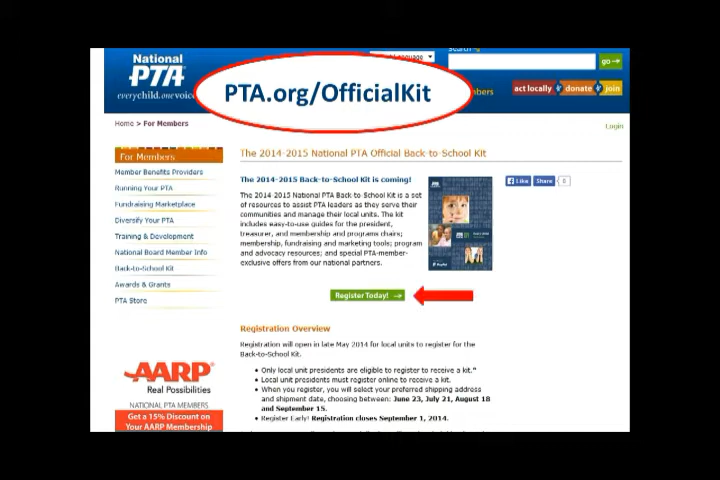 National
PTA
everychild.onevoice
Language
search
go
PTA.org/OfficialKit
mbers
act locally
donate
join
Home > For Members
Login
For Members
Member Benefits Providers
Running Your PTA
Fundraising Marketplace
Diversify Your PTA
Training & Development
National Board Member Info
Back-to-School Kit
Awards & Grants
PTA Store
AARP
Real Possibilities
NATIONAL PTA MEMBERS
Get a 15% Discount on
Your AARP Membership
The 2014-2015 National PTA Official Back-to-School Kit
The 2014-2015 Back-to-School Kit is coming!
Like
Share
0
The 2014-2015 National PTA Back-to-School Kit is a set
of resources to assist PTA leaders as they serve their
communities and manage their local units. The kit
includes easy-to-use guides for the president,
treasurer, and membership and programs chairs;
membership, fundraising and marketing tools; program
and advocacy resources; and special PTA-member-
exclusive offers from our national partners.
Register Today!
Registration Overview
Registration will open in late May 2014 for local units to register for the
Back-to-School Kit.
• Only local unit presidents are eligible to register to receive a kit.*
• Local unit presidents must register online to receive a kit.
• When you register, you will select your preferred shipping address
and shipment date, choosing between: June 23, July 21, August 18
and September 15.
• Register Early! Registration closes September 1, 2014.